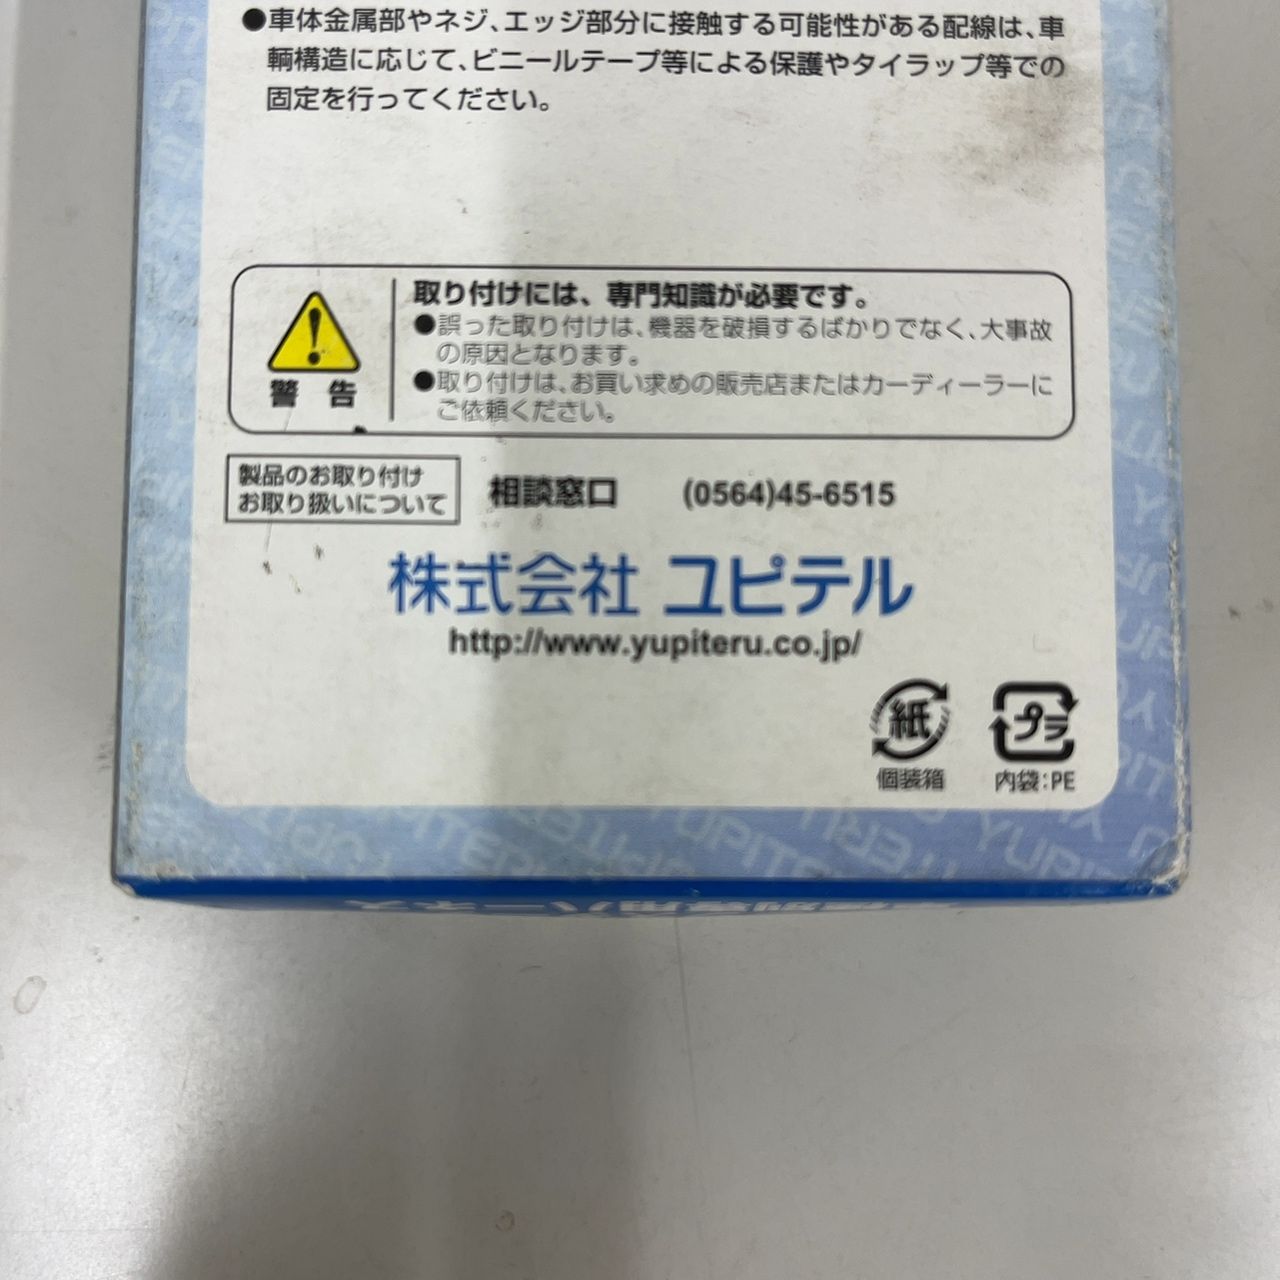 ●車体金属部やネジ、エッジ部分に接触する可能性がある配線は、車
輌構造に応じて、ビニールテープ等による保護やタイラップ等での
固定を行ってください。
警 告
取り付けには、専門知識が必要です。
●誤った取り付けは、機器を破損するばかりでなく、大事故
の原因となります。
●取り付けは、お買い求めの販売店またはカーディーラーに
ご依頼ください。
製品のお取り付け
お取り扱いについて
相談窓口 (0564)45-6515
株式会社 ユピテル
http://www.yupiteru.co.jp/
紙
個装箱
プラ
内袋:PE
YUPITERU